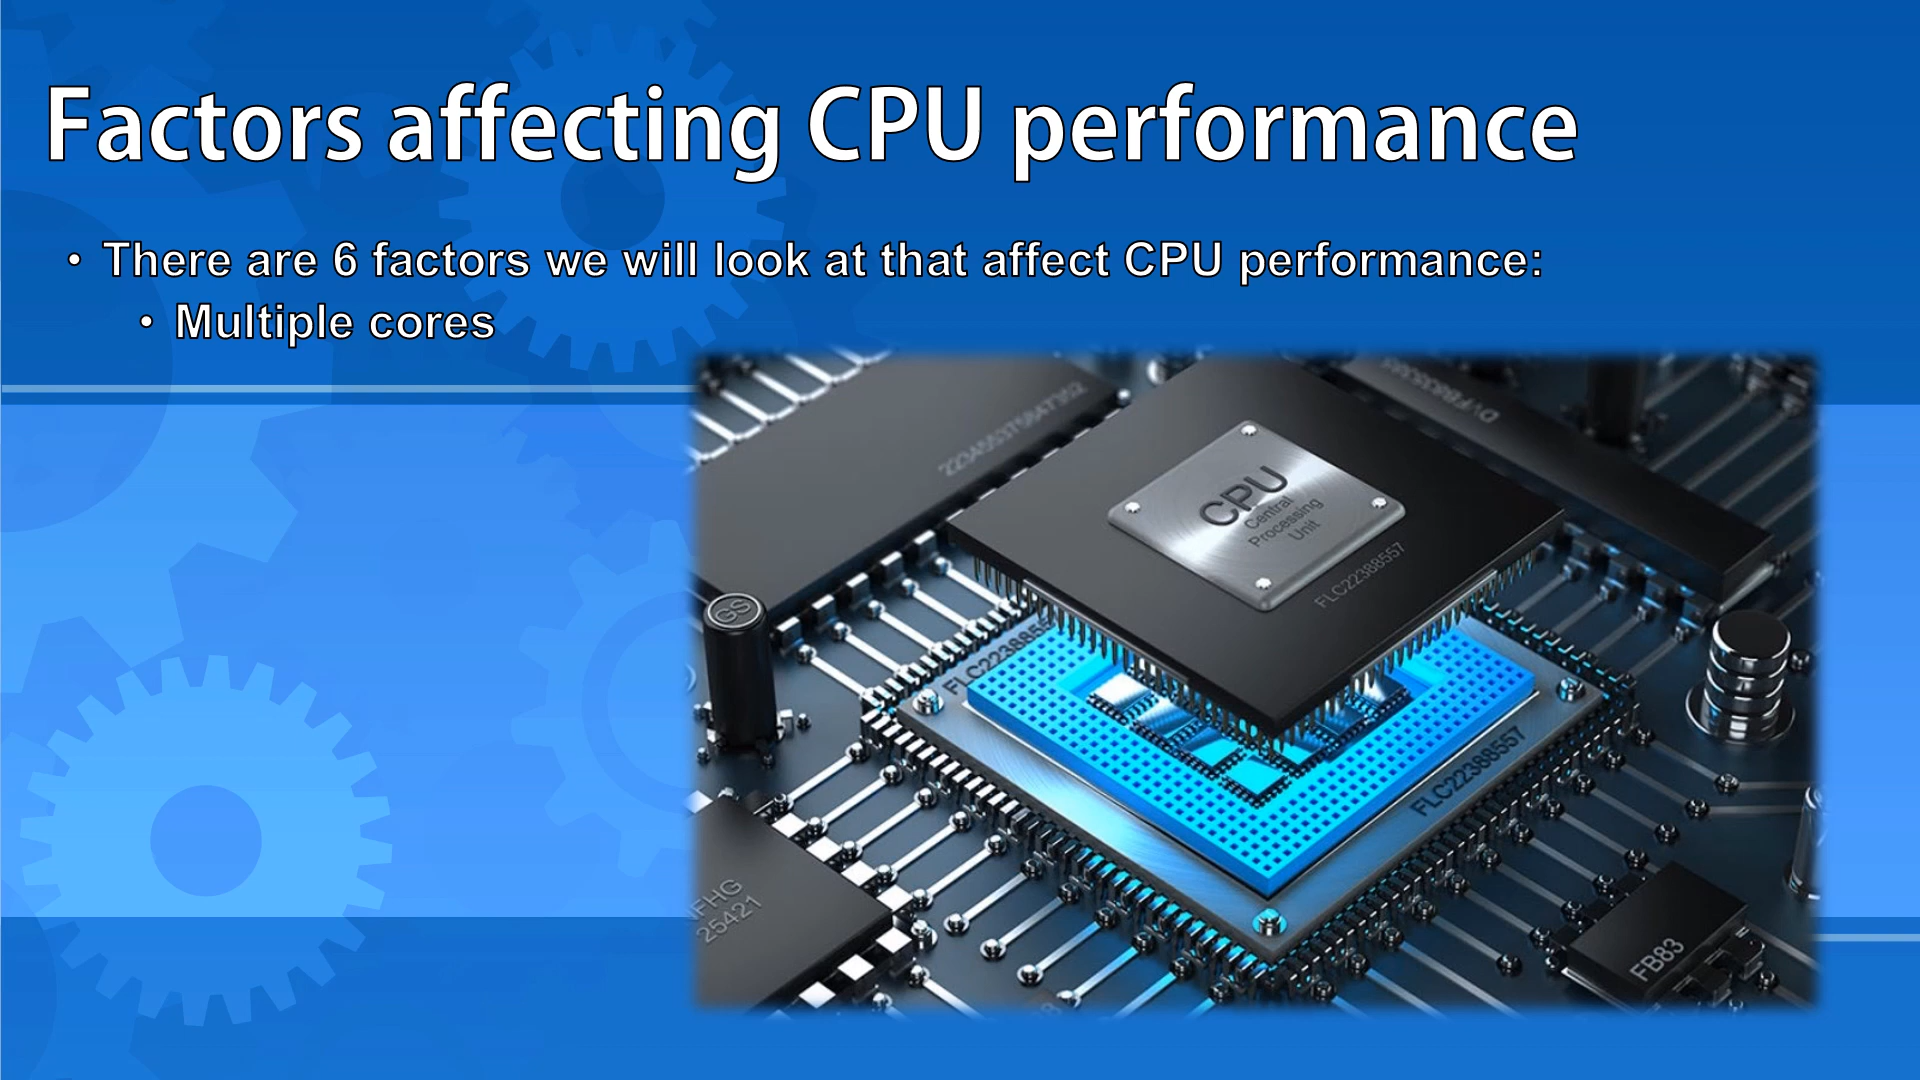 Factors affecting CPU performance
• There are 6 factors we will look at that affect CPU performance:
• Multiple cores
CPU
Central
Processing
Unit
FLC22388557
GS
FLC22388557
FHG
25421
FB83